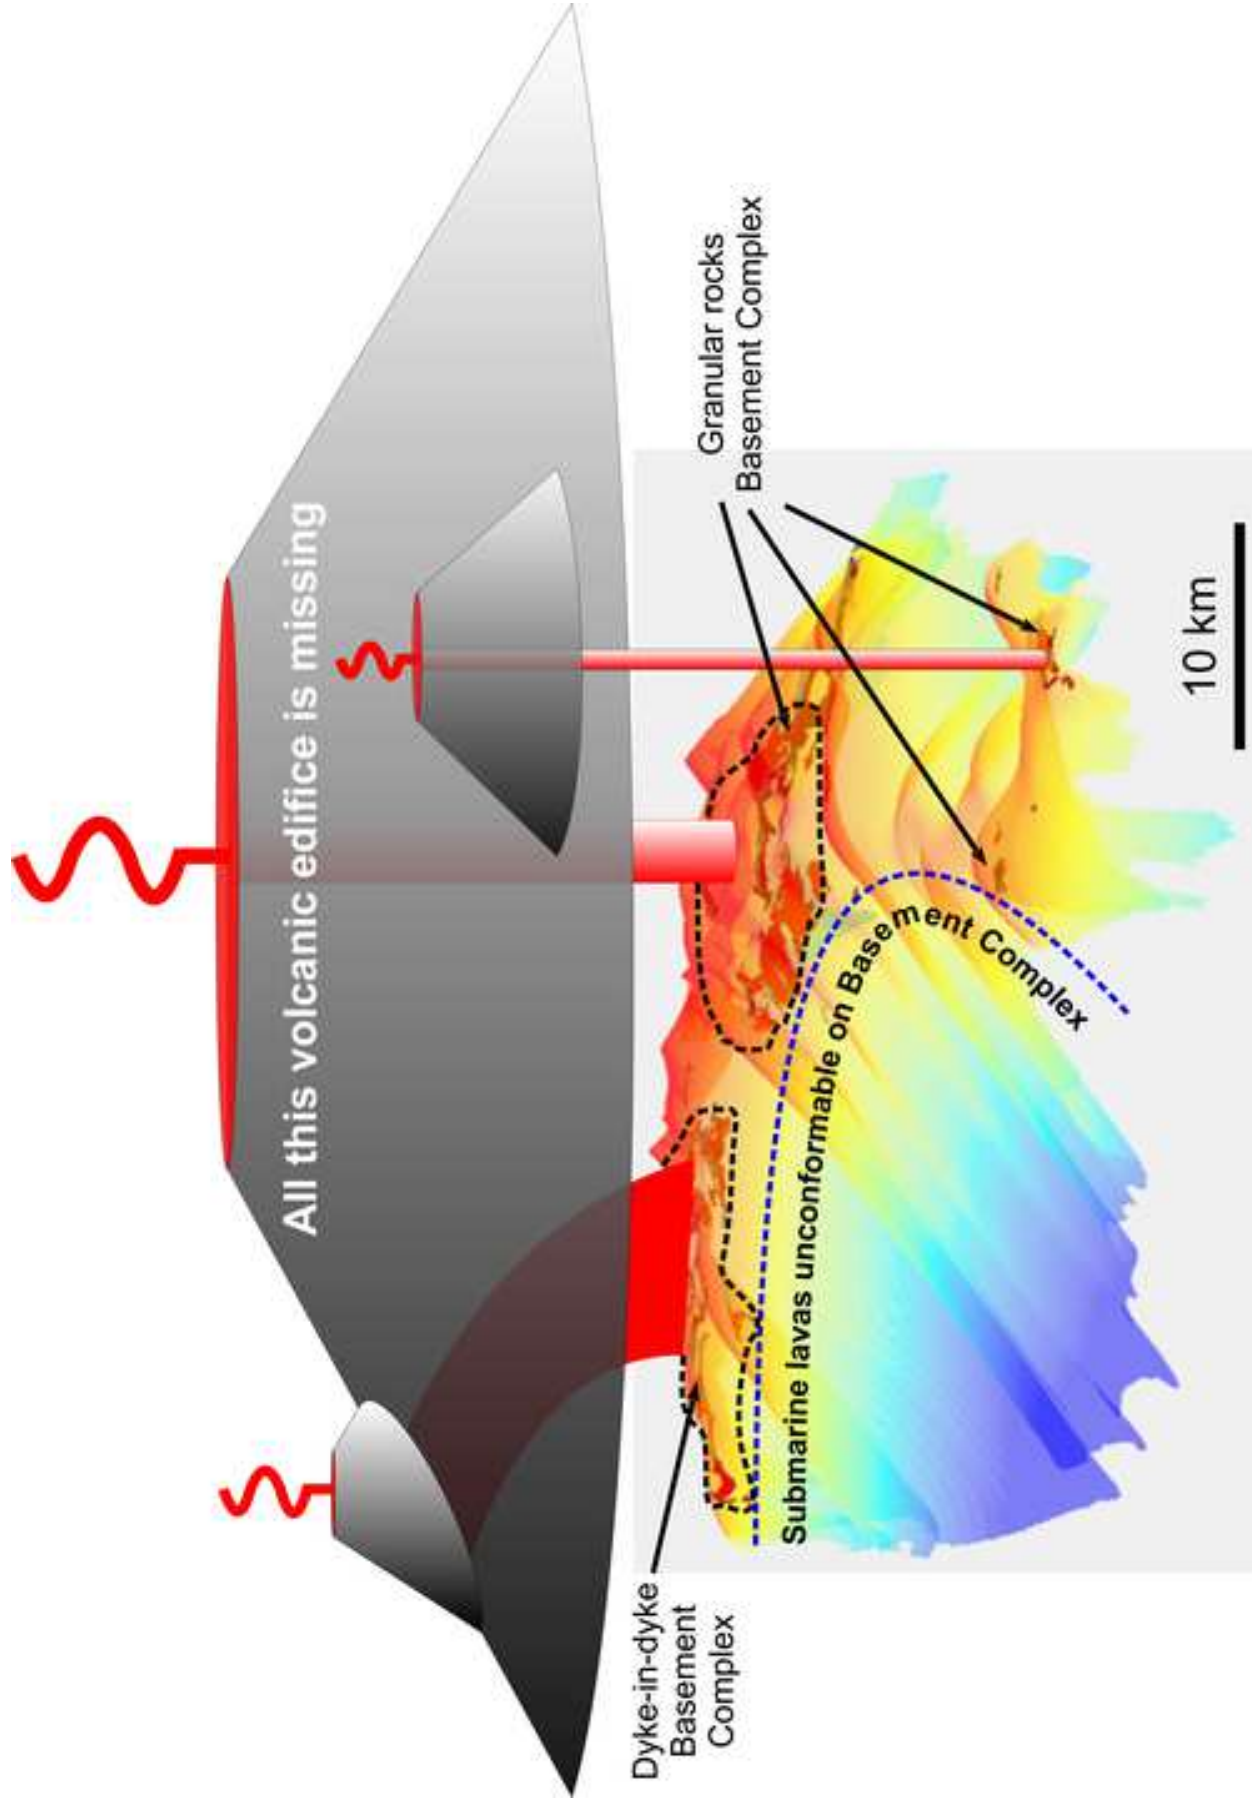 All this volcanic edifice is missing
Granular rocks
Basement Complex
Dyke-in-dyke
Basement
Complex
Submarine lavas unconformable on Basement Complex
10 km